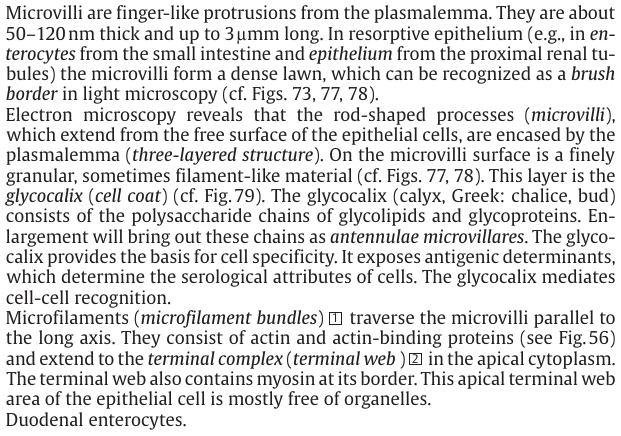 Microvilli are finger-like protrusions from the plasmalemma. They are about
50–120 nm thick and up to 3 μmm long. In resorptive epithelium (e.g., in en-
terocytes from the small intestine and epithelium from the proximal renal tu-
bules) the microvilli form a dense lawn, which can be recognized as a brush
border in light microscopy (cf. Figs. 73, 77, 78).
Electron microscopy reveals that the rod-shaped processes (microvilli),
which extend from the free surface of the epithelial cells, are encased by the
plasmalemma (three-layered structure). On the microvilli surface is a finely
granular, sometimes filament-like material (cf. Figs. 77, 78). This layer is the
glycocalix (cell coat) (cf. Fig. 79). The glycocalix (calyx, Greek: chalice, bud)
consists of the polysaccharide chains of glycolipids and glycoproteins. En-
largement will bring out these chains as antennulae microvillares. The glyco-
calix provides the basis for cell specificity. It exposes antigenic determinants,
which determine the serological attributes of cells. The glycocalix mediates
cell-cell recognition.
Microfilaments (microfilament bundles) 1 traverse the microvilli parallel to
the long axis. They consist of actin and actin-binding proteins (see Fig. 56)
and extend to the terminal complex (terminal web ) 2 in the apical cytoplasm.
The terminal web also contains myosin at its border. This apical terminal web
area of the epithelial cell is mostly free of organelles.
Duodenal enterocytes.